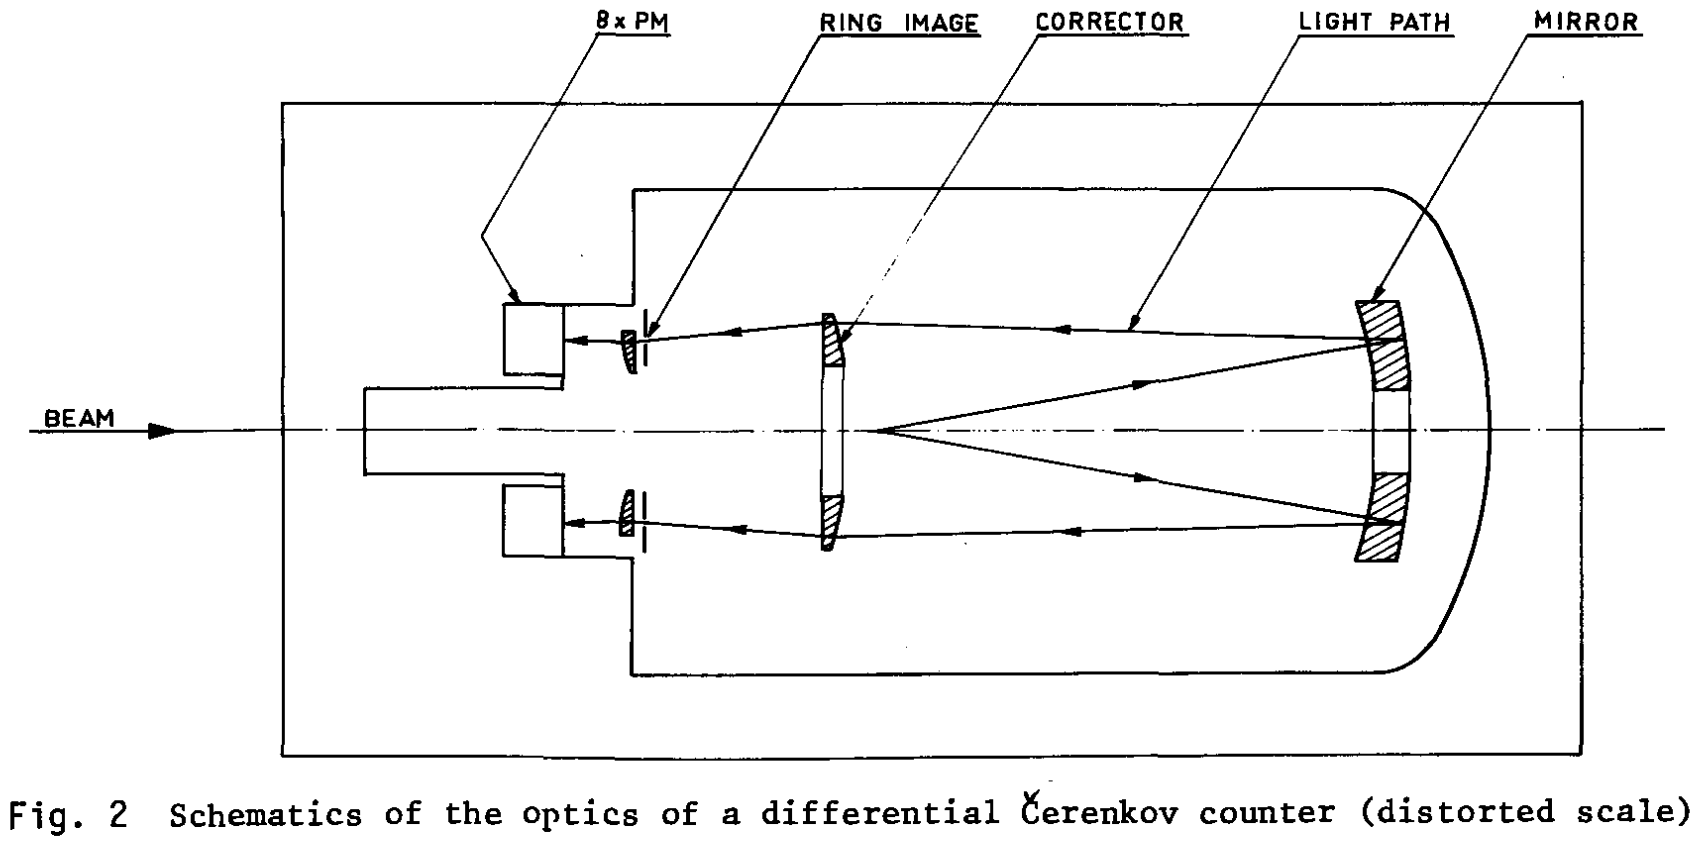 8x PM
RING IMAGE
CORRECTOR
LIGHT PATH
MIRROR
BEAM
Fig. 2 Schematics of the optics of a differential Čerenkov counter (distorted scale)